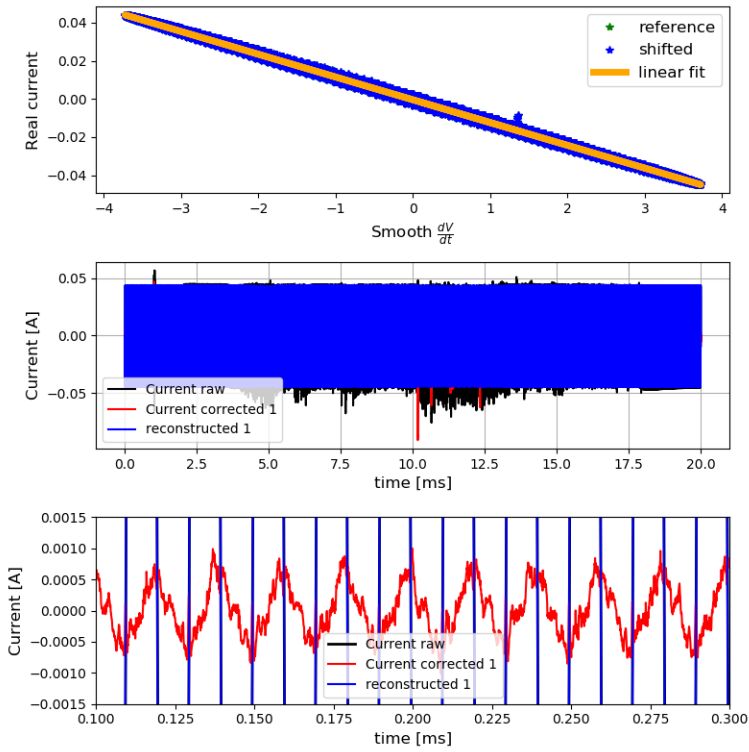 0.04
0.02
0.00
−0.02
−0.04
Real current
reference
shifted
linear fit
−4 −3 −2 −1 0 1 2 3 4
Smooth dV/dt
0.05
0.00
−0.05
Current [A]
Current raw
Current corrected 1
reconstructed 1
0.0 2.5 5.0 7.5 10.0 12.5 15.0 17.5 20.0
time [ms]
0.0015
0.0010
0.0005
0.0000
−0.0005
−0.0010
−0.0015
Current [A]
Current raw
Current corrected 1
reconstructed 1
0.100 0.125 0.150 0.175 0.200 0.225 0.250 0.275 0.300
time [ms]